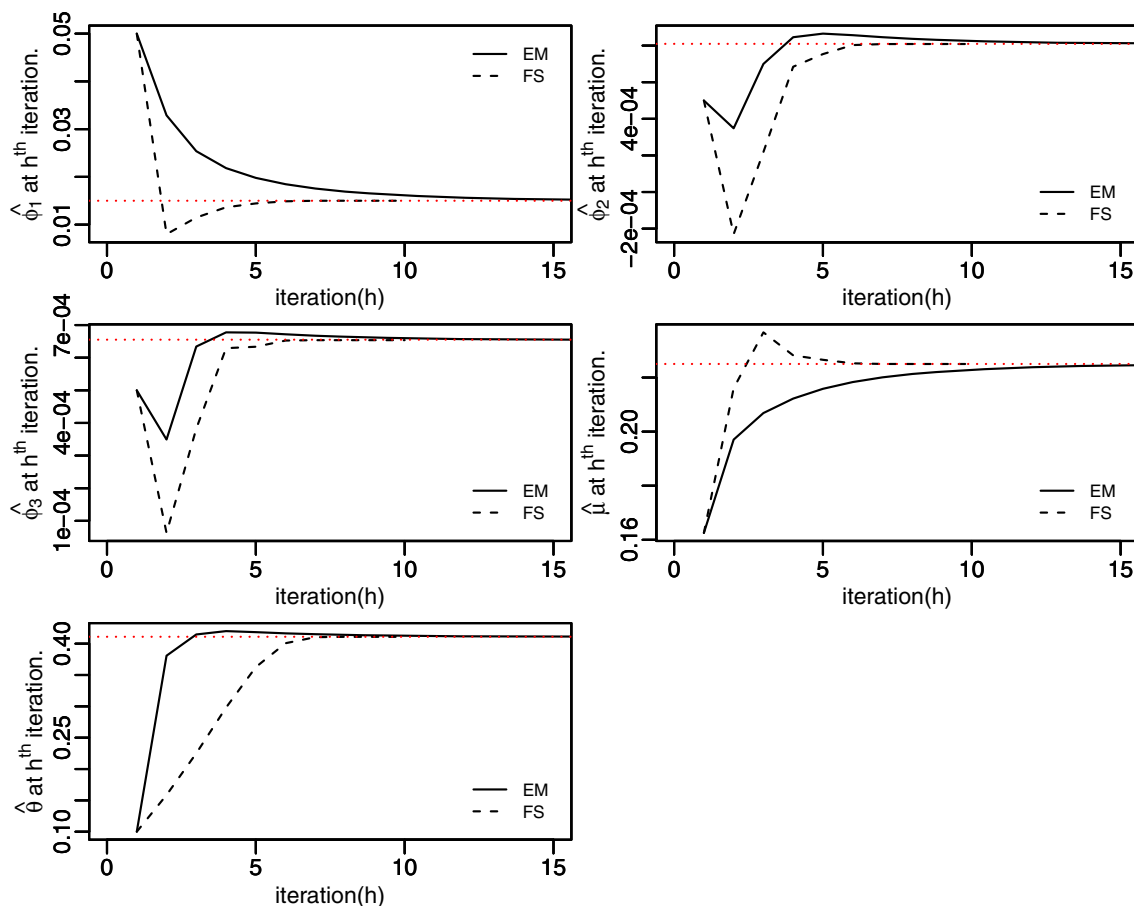 0.01 0.03 0.05
φ̂₁ at hᵗʰ iteration.
EM
FS
0 5 10 15
iteration(h)
−2e−04 4e−04
φ̂₂ at hᵗʰ iteration.
EM
FS
0 5 10 15
iteration(h)
1e−04 4e−04 7e−04
φ̂₃ at hᵗʰ iteration.
EM
FS
0 5 10 15
iteration(h)
0.16 0.20
μ̂ at hᵗʰ iteration.
EM
FS
0 5 10 15
iteration(h)
0.10 0.25 0.40
θ̂ at hᵗʰ iteration.
EM
FS
0 5 10 15
iteration(h)